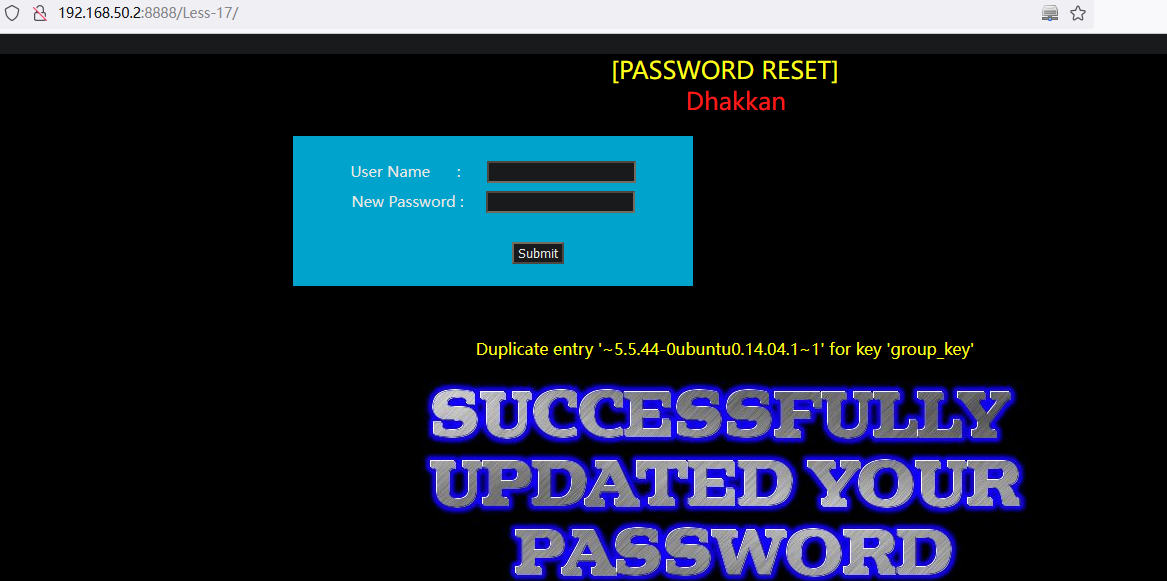 192.168.50.2:8888/Less-17/
[PASSWORD RESET]
Dhakkan
User Name :
New Password :
Submit
Duplicate entry '~5.5.44-0ubuntu0.14.04.1~1' for key 'group_key'
SUCCESSFULLY
UPDATED YOUR
PASSWORD